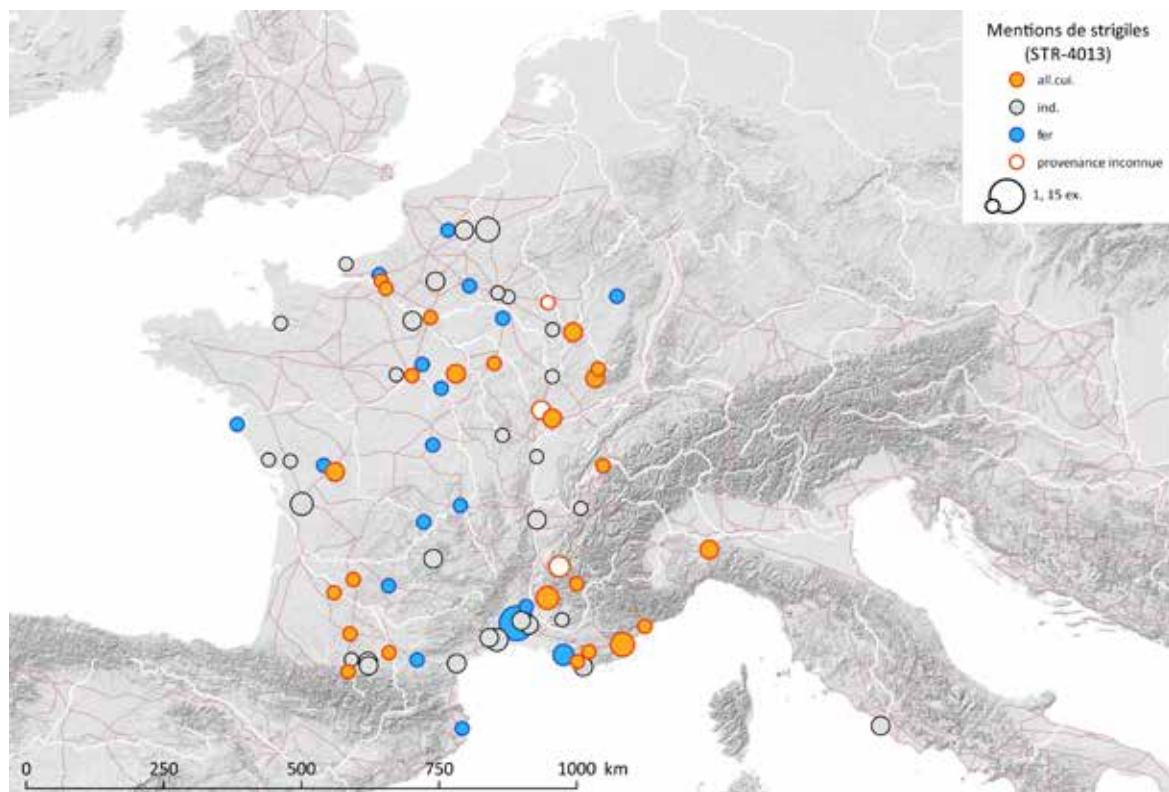 Mentions de strigiles
(STR-4013)
all.cui.
ind.
fer
provenance inconnue
1, 15 ex.
0 250 500 750 1000 km